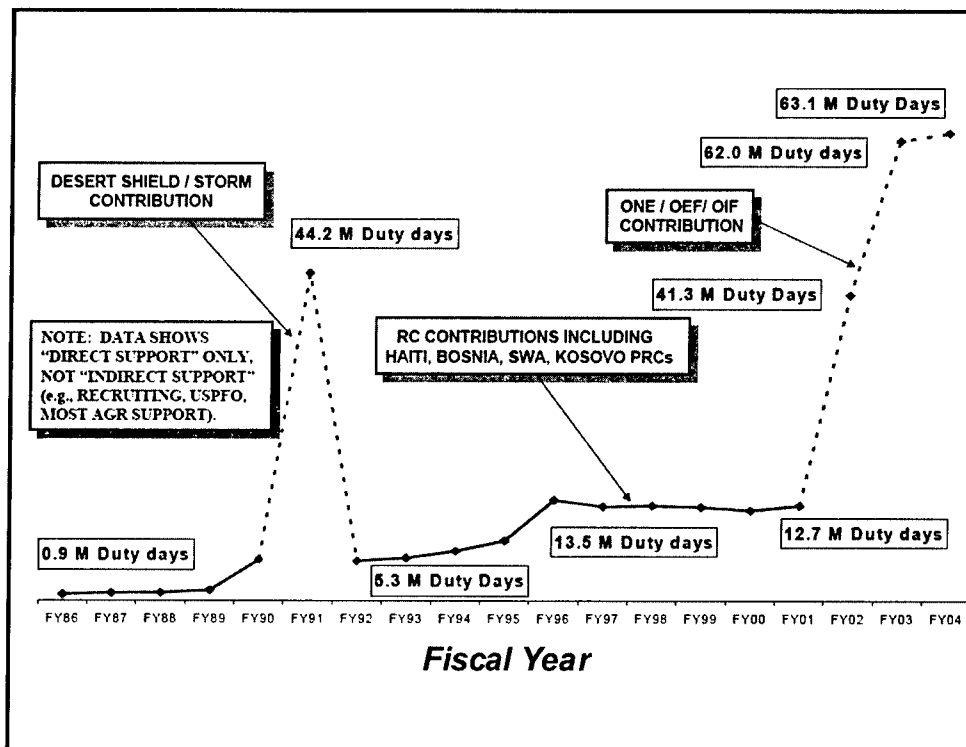 63.1 M Duty Days
62.0 M Duty days
DESERT SHIELD / STORM
CONTRIBUTION
ONE / OEF/ OIF
CONTRIBUTION
44.2 M Duty days
41.3 M Duty Days
NOTE: DATA SHOWS
“DIRECT SUPPORT” ONLY,
NOT “INDIRECT SUPPORT”
(e.g., RECRUITING, USPFO,
MOST AGR SUPPORT).
RC CONTRIBUTIONS INCLUDING
HAITI, BOSNIA, SWA, KOSOVO PRCs
0.9 M Duty days
5.3 M Duty Days
13.5 M Duty days
12.7 M Duty days
FY86 FY87 FY88 FY89 FY90 FY91 FY92 FY93 FY94 FY95 FY96 FY97 FY98 FY99 FY00 FY01 FY02 FY03 FY04
Fiscal Year